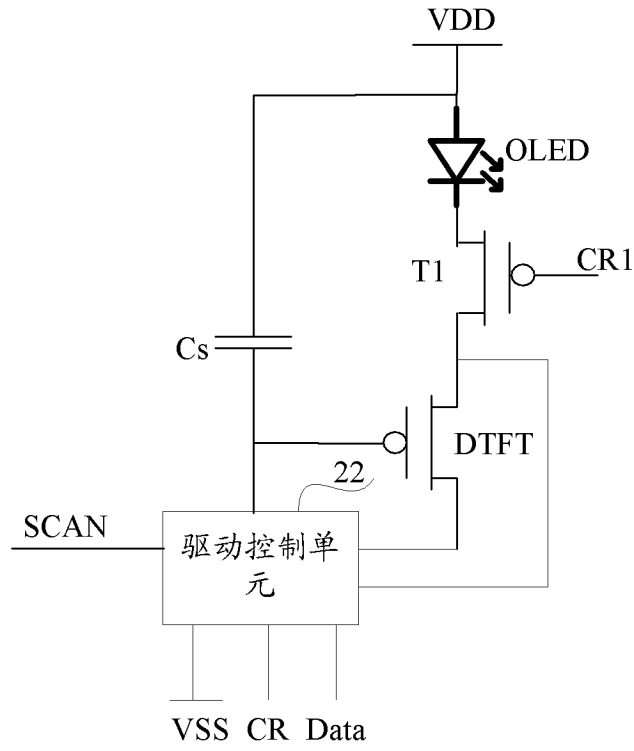 VDD
OLED
T1
CR1
Cs
DTFT
22
SCAN
驱动控制单
元
VSS CR Data